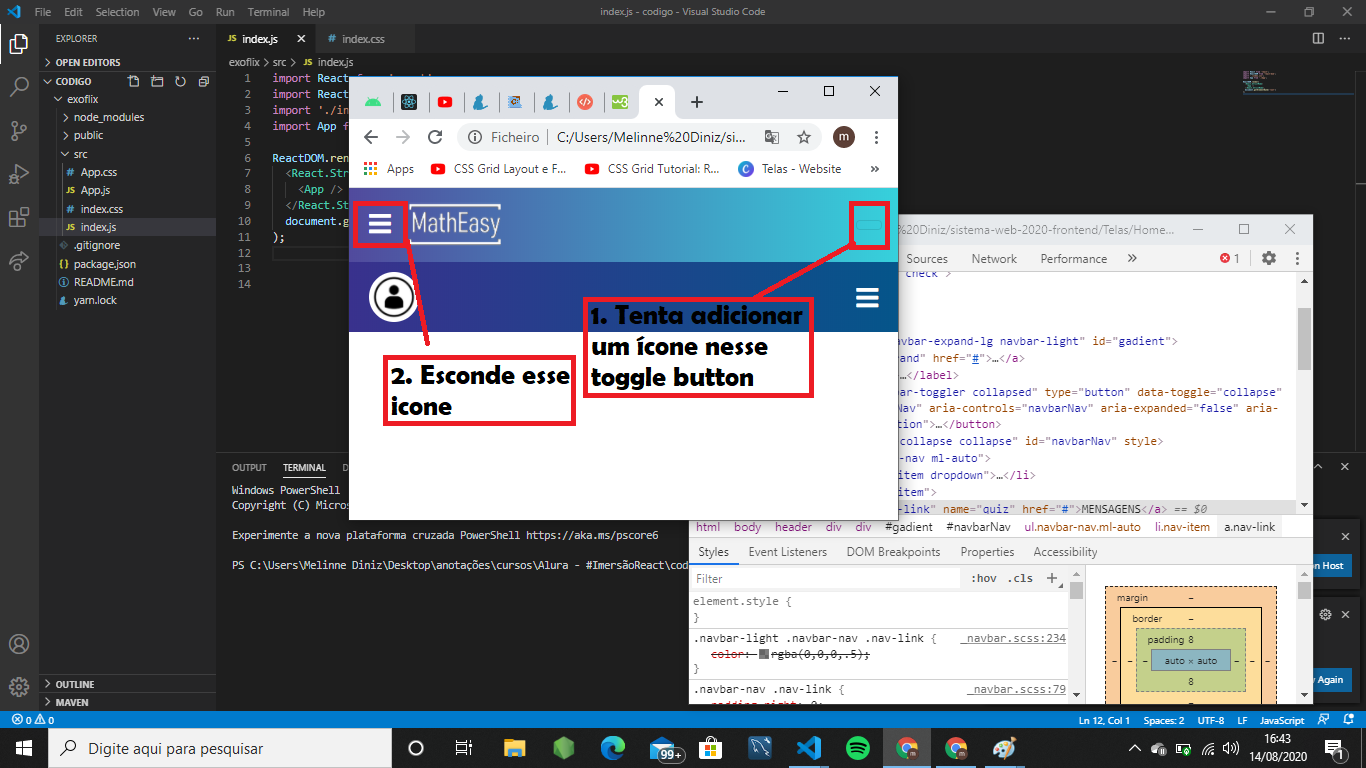 File Edit Selection View Go Run Terminal Help
index.js - codigo - Visual Studio Code
EXPLORER
OPEN EDITORS
CODIGO
exoflix
node_modules
public
src
# App.css
JS App.js
# index.css
JS index.js
.gitignore
{} package.json
README.md
yarn.lock
OUTLINE
MAVEN
JS index.js
# index.css
exoflix > src > JS index.js
1 import React
2 import React
3 import './in
4 import App f
5
6 ReactDOM.ren
7 <React.Str
8 <App />
9 </React.St
10 document.g
11 );
12
13
14
w3
Ficheiro
C:/Users/Melinne%20Diniz/si...
m
Apps
CSS Grid Layout e F...
CSS Grid Tutorial: R...
Telas - Website
»
MathEasy
1. Tenta adicionar
um ícone nesse
toggle button
2. Esconde esse
icone
%20Diniz/sistema-web-2020-frontend/Telas/Home...
Sources Network Performance » 1
check">
avbar-expand-lg navbar-light" id="gadient">
and" href="#">…</a>
…</label>
ar-toggler collapsed" type="button" data-toggle="collapse"
Nav" aria-controls="navbarNav" aria-expanded="false" aria-
tion">…</button>
collapse collapse" id="navbarNav" style>
-nav ml-auto">
item dropdown">…</li>
item">
-link" name="quiz" href="#">MENSAGENS</a> == $0
html body header div div #gadient #navbarNav ul.navbar-nav.ml-auto li.nav-item a.nav-link
Styles Event Listeners DOM Breakpoints Properties Accessibility
Filter
:hov .cls +
element.style {
}
.navbar-light .navbar-nav .nav-link { _navbar.scss:234
color: rgba(0,0,0,.5);
}
.navbar-nav .nav-link { _navbar.scss:79
padding-right: 0;
margin –
border –
padding 8
– – – auto × auto – – –
8
OUTPUT TERMINAL D
Windows PowerShell
Copyright (C) Micros
Experimente a nova plataforma cruzada PowerShell https://aka.ms/pscore6
PS C:\Users\Melinne Diniz\Desktop\anotações\cursos\Alura - #ImersãoReact\cod
on Host
y Again
0 0
Ln 12, Col 1 Spaces: 2 UTF-8 LF JavaScript
Digite aqui para pesquisar
99+
16:43
14/08/2020
1